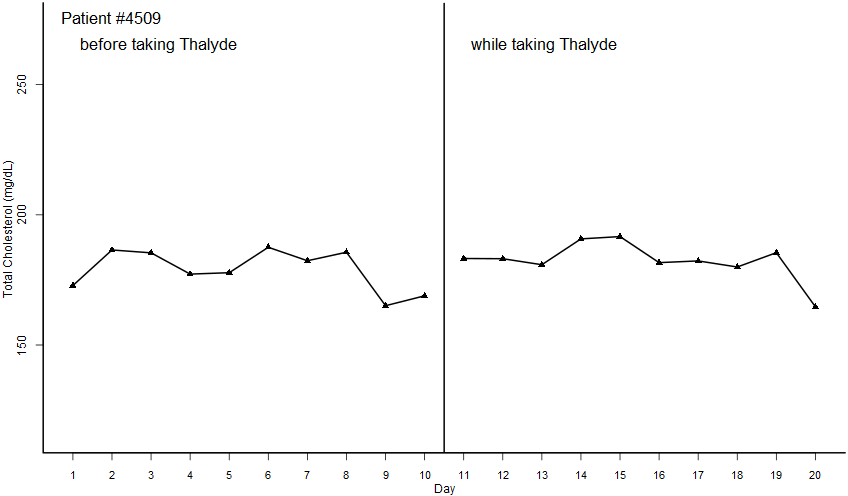 Patient #4509
before taking Thalyde
while taking Thalyde
Total Cholesterol (mg/dL)
250
200
150
1 2 3 4 5 6 7 8 9 10 11 12 13 14 15 16 17 18 19 20
Day